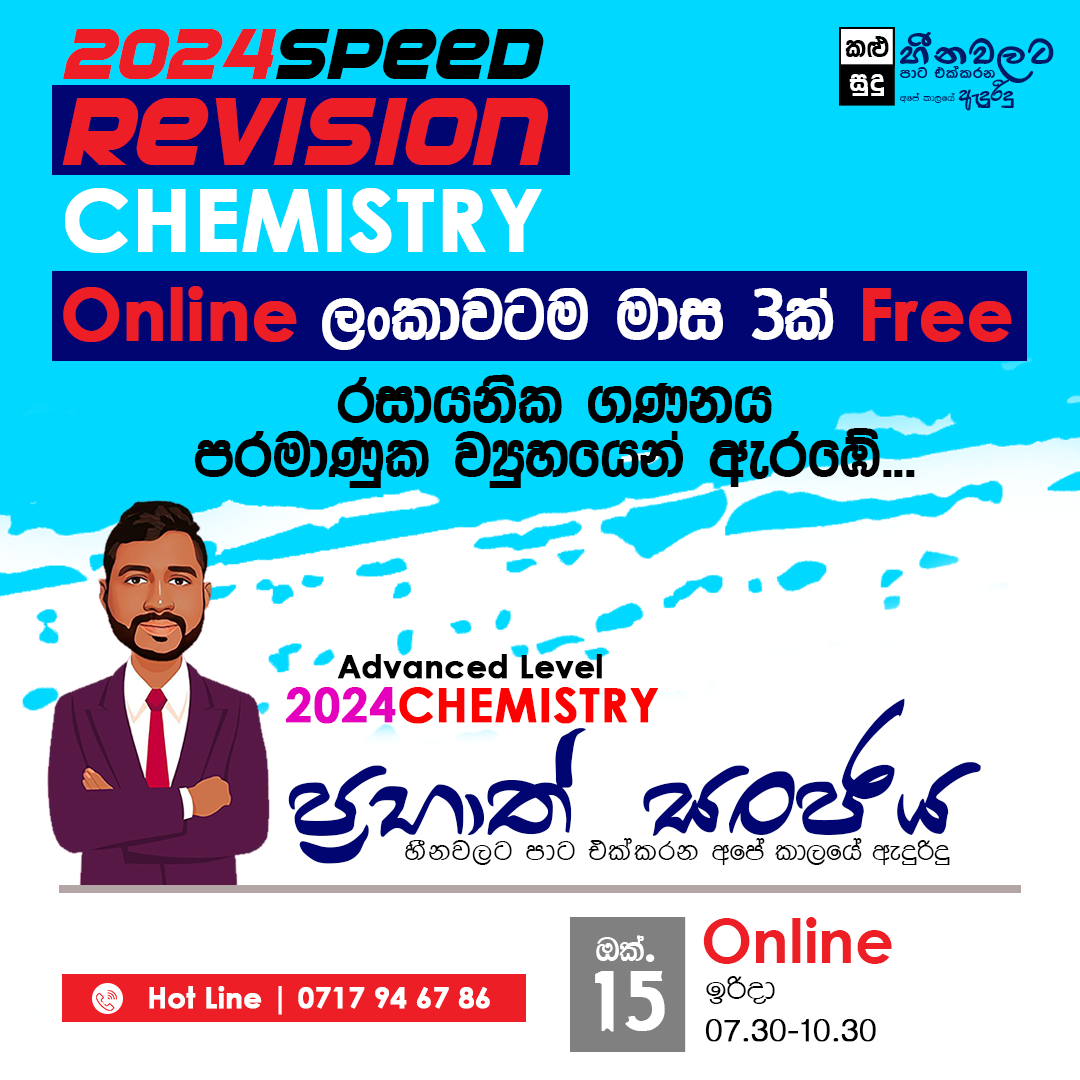 2024 SPEED
REVISION
CHEMISTRY
කළු
සුදු
හීනවලට
පාට එක්කරන
අපේ කාලයේ ඇදුරිදු
Online ලංකාවටම මාස 3ක් Free
රසායනික ගණනය
පරමාණුක ව්‍යුහයෙන් ඇරඹේ...
Advanced Level
2024CHEMISTRY
ප්‍රභාත් සංජීය
හීනවලට පාට එක්කරන අපේ කාලයේ ඇදුරිදු
Hot Line | 0717 94 67 86
ඔක්.
15
Online
ඉරිදා
07.30-10.30